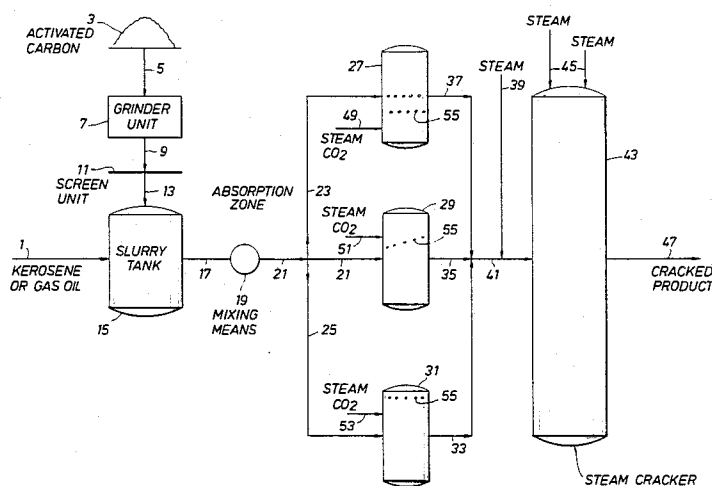 3
ACTIVATED
CARBON
5
7
GRINDER
UNIT
9
11
SCREEN
UNIT
13
1
KEROSENE
OR GAS OIL
SLURRY
TANK
15
17
19
MIXING
MEANS
ABSORPTION
ZONE
21
21
23
25
27
37
49
55
STEAM
CO2
29
STEAM
CO2
51
55
35
31
STEAM
CO2
53
55
33
STEAM
39
41
STEAM
STEAM
45
43
47
CRACKED
PRODUCT
STEAM CRACKER